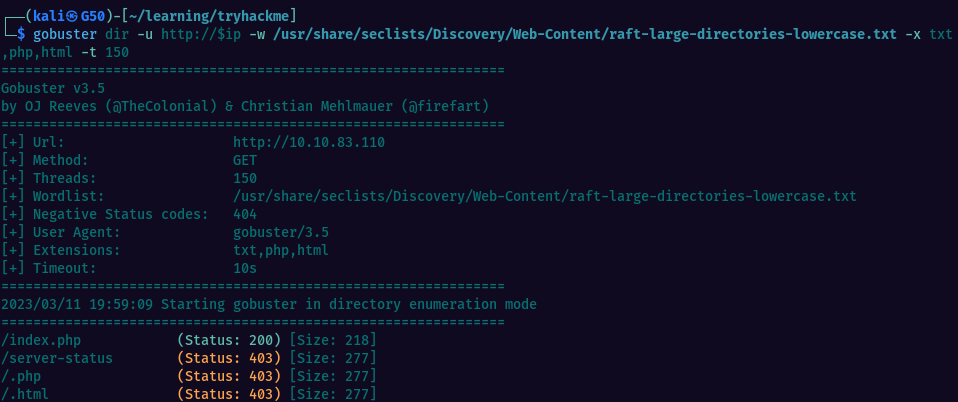 ┌──(kali㉿G50)-[~/learning/tryhackme]
└─$ gobuster dir -u http://$ip -w /usr/share/seclists/Discovery/Web-Content/raft-large-directories-lowercase.txt -x txt
,php,html -t 150
===============================================================
Gobuster v3.5
by OJ Reeves (@TheColonial) & Christian Mehlmauer (@firefart)
===============================================================
[+] Url:                     http://10.10.83.110
[+] Method:                  GET
[+] Threads:                 150
[+] Wordlist:                /usr/share/seclists/Discovery/Web-Content/raft-large-directories-lowercase.txt
[+] Negative Status codes:   404
[+] User Agent:              gobuster/3.5
[+] Extensions:              txt,php,html
[+] Timeout:                 10s
===============================================================
2023/03/11 19:59:09 Starting gobuster in directory enumeration mode
===============================================================
/index.php            (Status: 200) [Size: 218]
/server-status        (Status: 403) [Size: 277]
/.php                 (Status: 403) [Size: 277]
/.html                (Status: 403) [Size: 277]